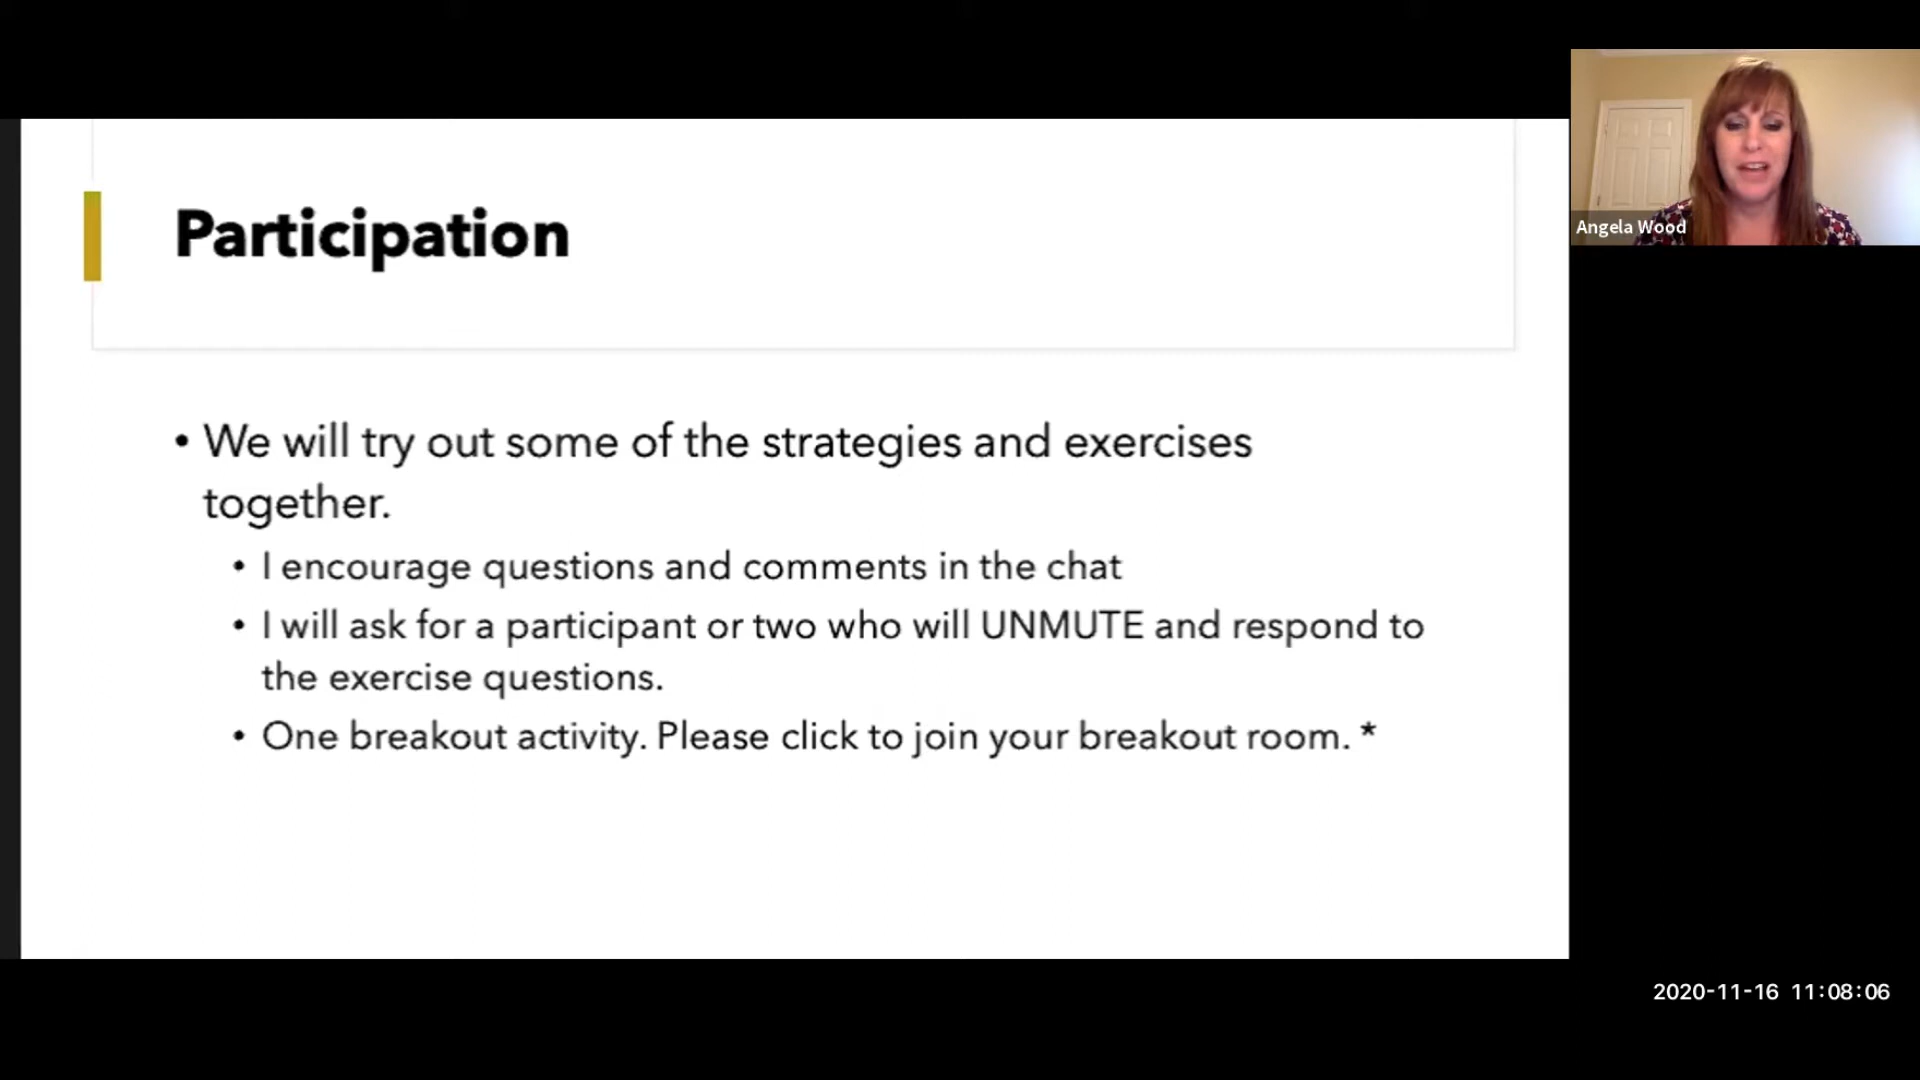 Participation
• We will try out some of the strategies and exercises
together.
• I encourage questions and comments in the chat
• I will ask for a participant or two who will UNMUTE and respond to
the exercise questions.
• One breakout activity. Please click to join your breakout room. *
Angela Wood
2020-11-16 11:08:06